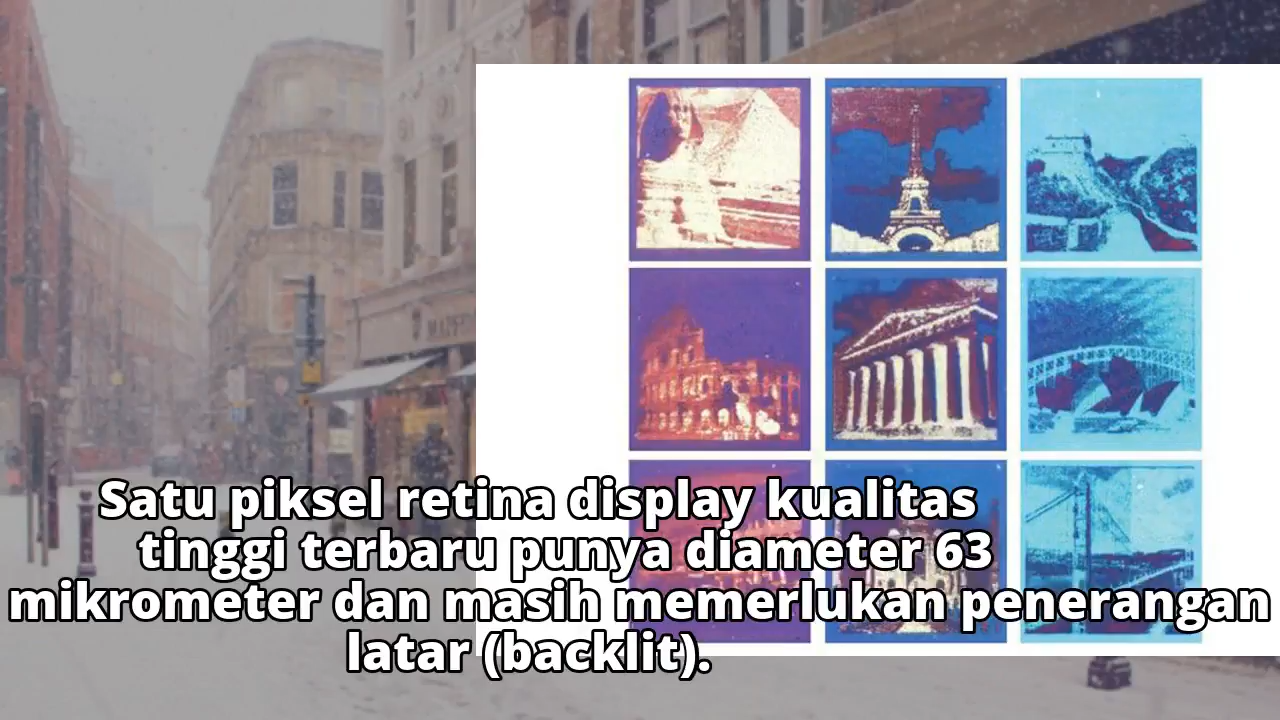 Satu piksel retina display kualitas
tinggi terbaru punya diameter 63
mikrometer dan masih memerlukan penerangan
latar (backlit).